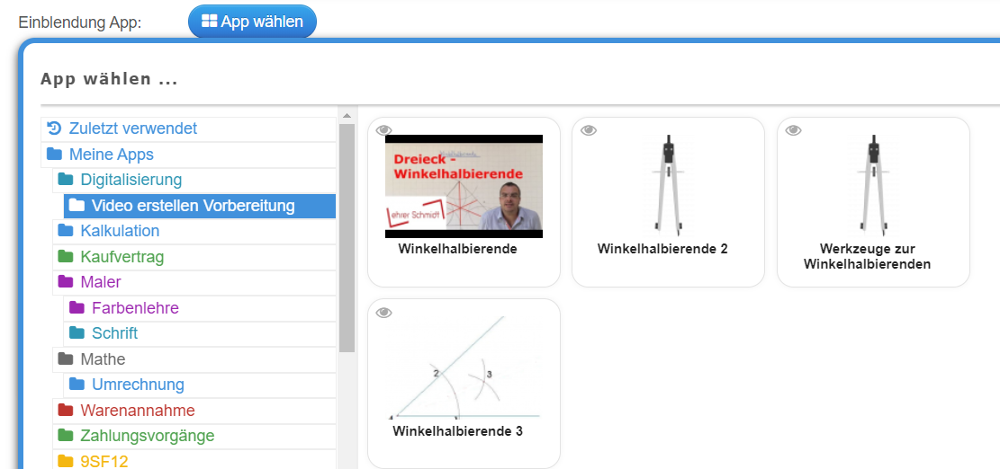 Einblendung App:
App wählen
App wählen ...
Zuletzt verwendet
Meine Apps
Digitalisierung
Video erstellen Vorbereitung
Kalkulation
Kaufvertrag
Maler
Farbenlehre
Schrift
Mathe
Umrechnung
Warenannahme
Zahlungsvorgänge
9SF12
Dreieck -
Winkelhalbierende
Lehrer Schmidt
Winkelhalbierende
Winkelhalbierende 2
Werkzeuge zur
Winkelhalbierenden
2
3
Winkelhalbierende 3